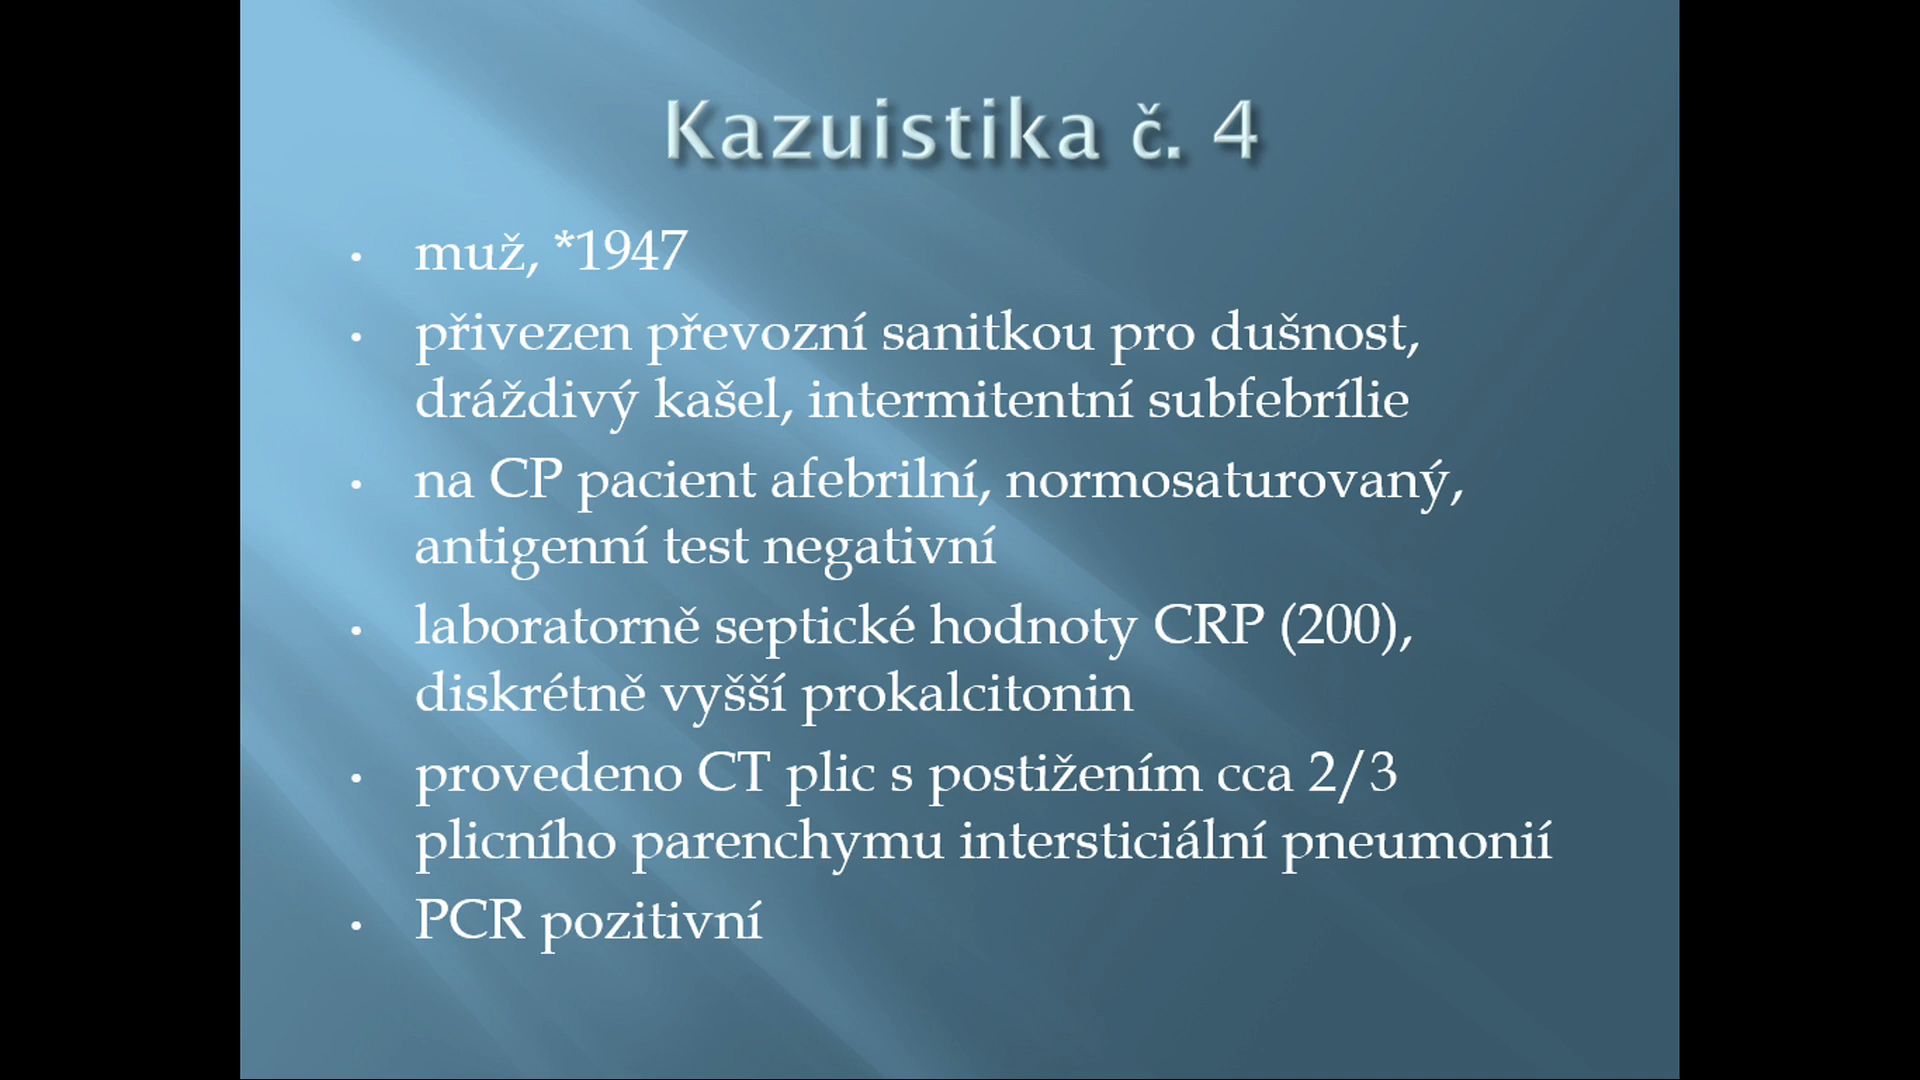 Kazuistika č. 4
• muž, *1947
• přivezen převozní sanitkou pro dušnost,
dráždivý kašel, intermitentní subfebrílie
• na CP pacient afebrilní, normosaturovaný,
antigenní test negativní
• laboratorně septické hodnoty CRP (200),
diskrétně vyšší prokalcitonin
• provedeno CT plic s postižením cca 2/3
plicního parenchymu intersticiální pneumonií
• PCR pozitivní